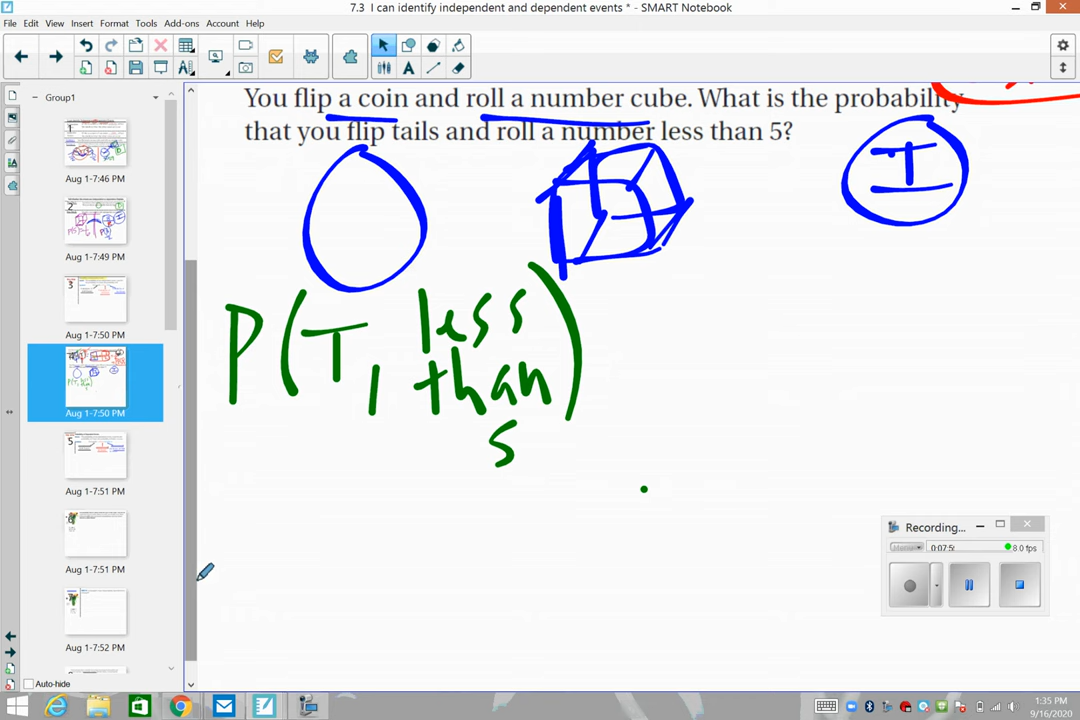 7.3 I can identify independent and dependent events * - SMART Notebook
File Edit View Insert Format Tools Add-ons Account Help
Group1
You flip a coin and roll a number cube. What is the probability
that you flip tails and roll a number less than 5?
I
P(T, less than 5)
1
Aug 1-7:46 PM
2
Aug 1-7:49 PM
3
Aug 1-7:50 PM
Aug 1-7:50 PM
5
Aug 1-7:51 PM
Aug 1-7:51 PM
Aug 1-7:52 PM
Recording...
8.0 fps
Auto-hide
1:35 PM
9/16/2020